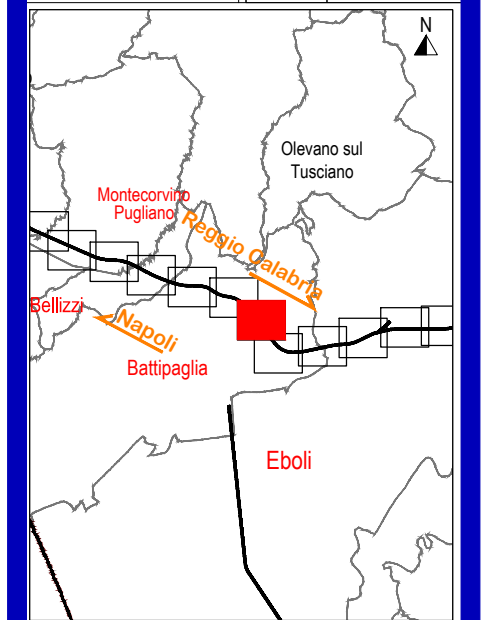 N
Olevano sul
Tusciano
Montecorvino
Pugliano
Reggio Calabria
Bellizzi
Napoli
Battipaglia
Eboli